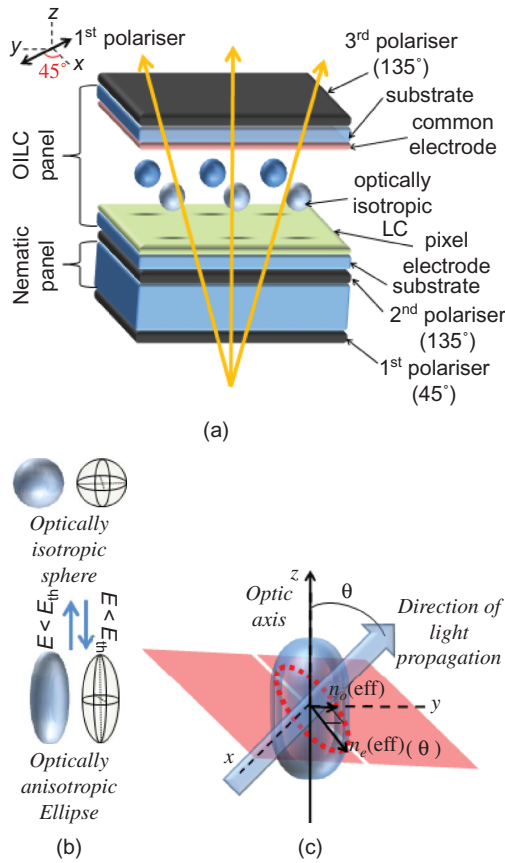 z
y
x
45°
1st polariser
3rd polariser
(135°)
substrate
common
electrode
optically
isotropic
LC
pixel
electrode
substrate
2nd polariser
(135°)
1st polariser
(45°)
OILC
panel
Nematic
panel
(a)
Optically
isotropic
sphere
E < Eth
E < Eth
Optically
anisotropic
Ellipse
(b)
z
θ
Optic
axis
Direction of
light
propagation
no(eff)
y
x
ne(eff)(θ)
(c)